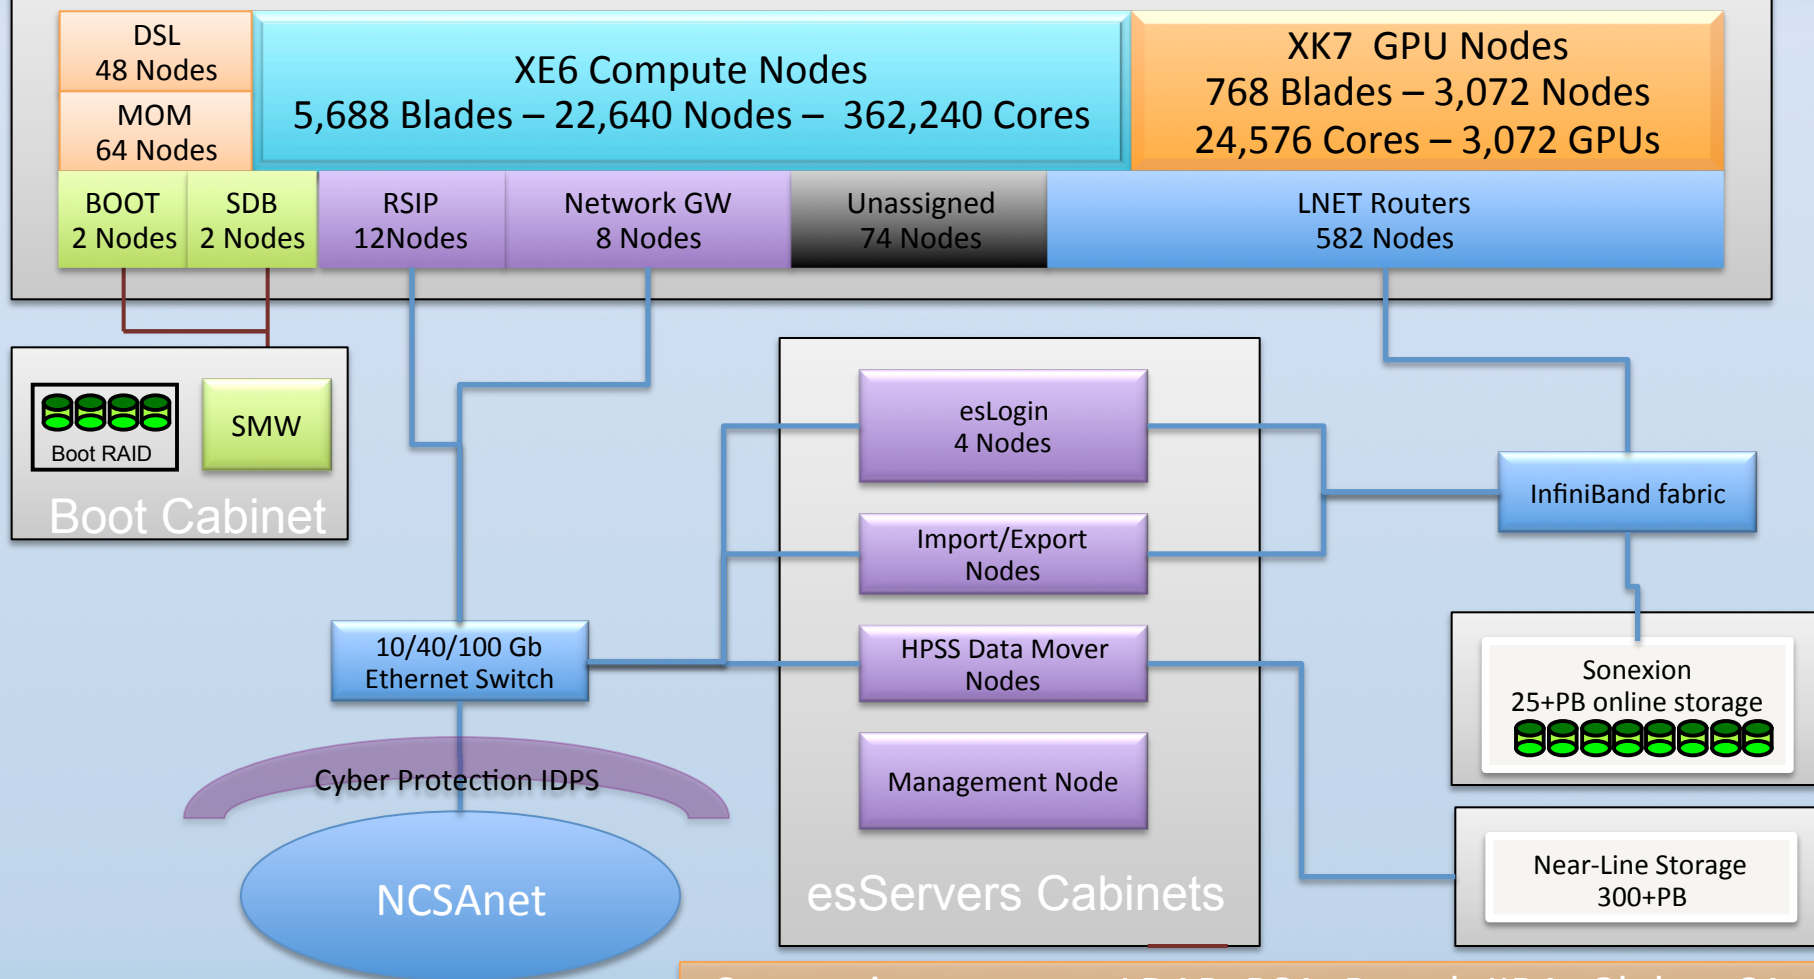 DSL
48 Nodes
MOM
64 Nodes
XE6 Compute Nodes
5,688 Blades – 22,640 Nodes – 362,240 Cores
XK7 GPU Nodes
768 Blades – 3,072 Nodes
24,576 Cores – 3,072 GPUs
BOOT
2 Nodes
SDB
2 Nodes
RSIP
12Nodes
Network GW
8 Nodes
Unassigned
74 Nodes
LNET Routers
582 Nodes
Boot RAID
SMW
Boot Cabinet
esLogin
4 Nodes
Import/Export
Nodes
HPSS Data Mover
Nodes
Management Node
esServers Cabinets
InfiniBand fabric
10/40/100 Gb
Ethernet Switch
Cyber Protection IDPS
NCSAnet
Sonexion
25+PB online storage
Near-Line Storage
300+PB